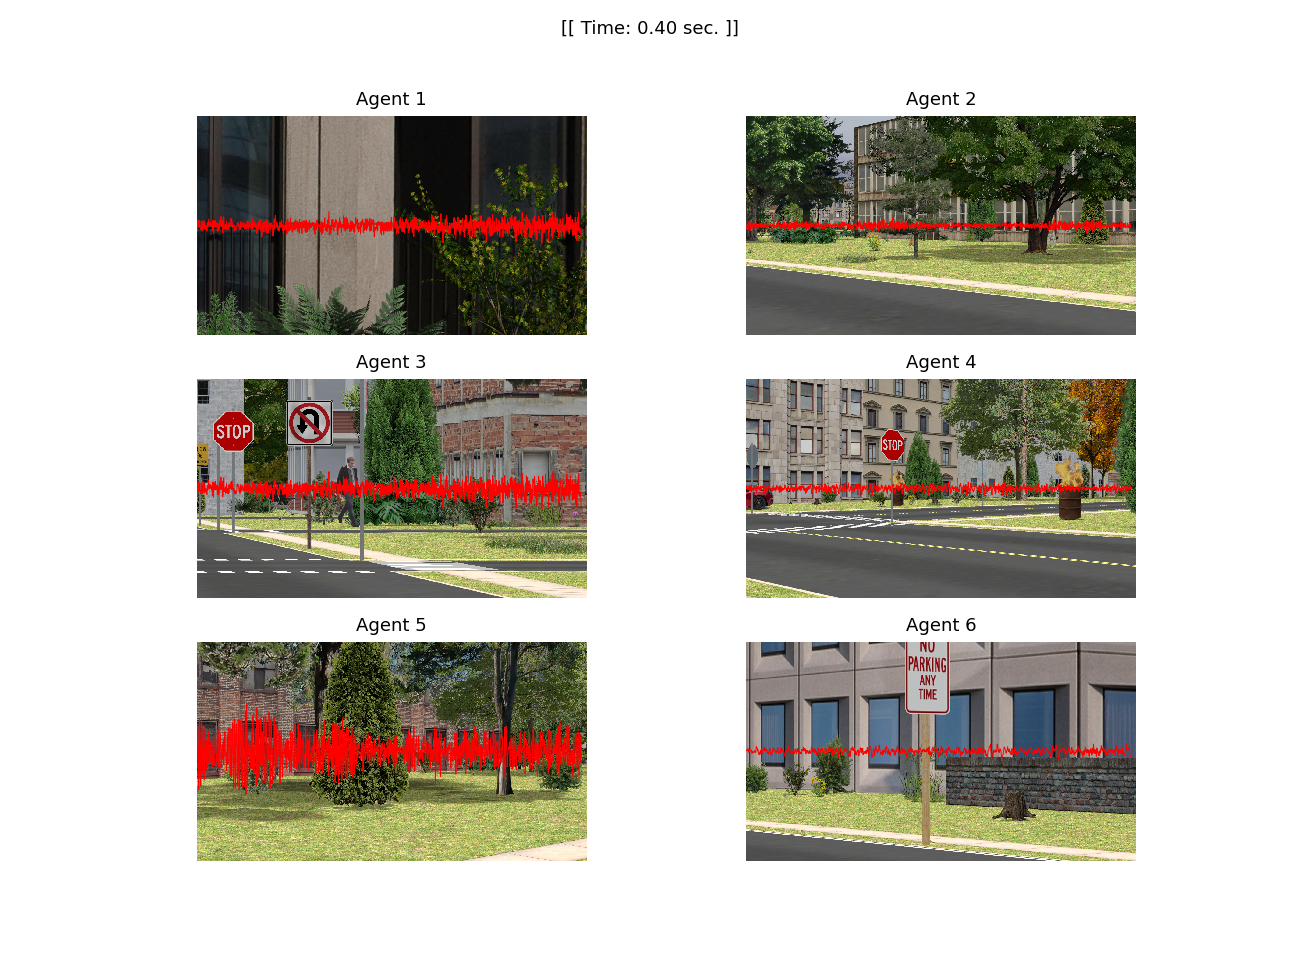 [[ Time: 0.40 sec. ]]
Agent 1
Agent 2
Agent 3
Agent 4
STOP
STOP
Agent 5
Agent 6
NO
PARKING
ANY
TIME